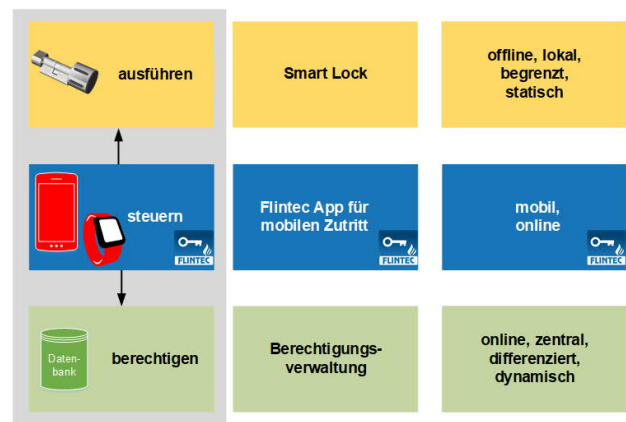 ausführen
Smart Lock
offline, lokal,
begrenzt,
statisch
steuern
FLINTEC
Flintec App für
mobilen Zutritt
FLINTEC
mobil,
online
FLINTEC
Daten-
bank
berechtigen
Berechtigungs-
verwaltung
online, zentral,
differenziert,
dynamisch